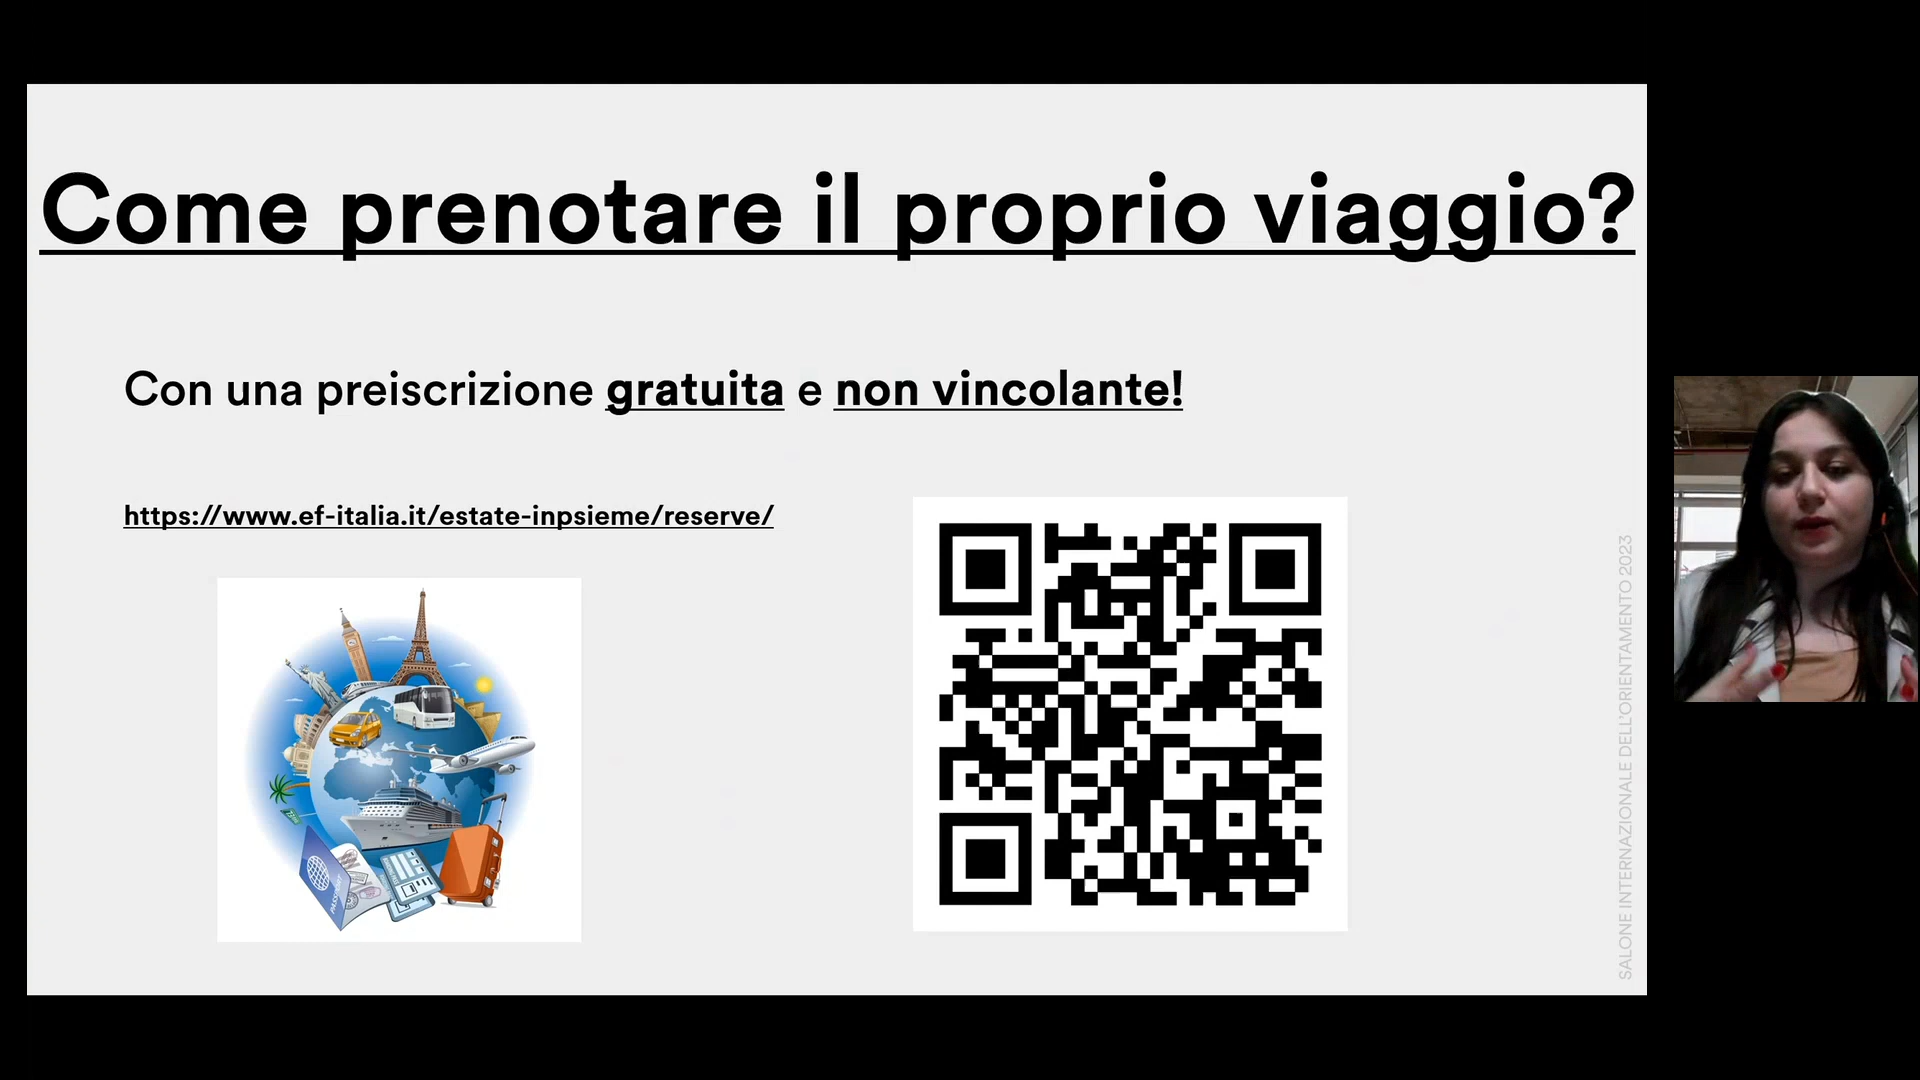 Come prenotare il proprio viaggio?
Con una preiscrizione gratuita e non vincolante!
https://www.ef-italia.it/estate-inpsieme/reserve/
PASSPORT
SALONE INTERNAZIONALE DELL'ORIENTAMENTO 2023